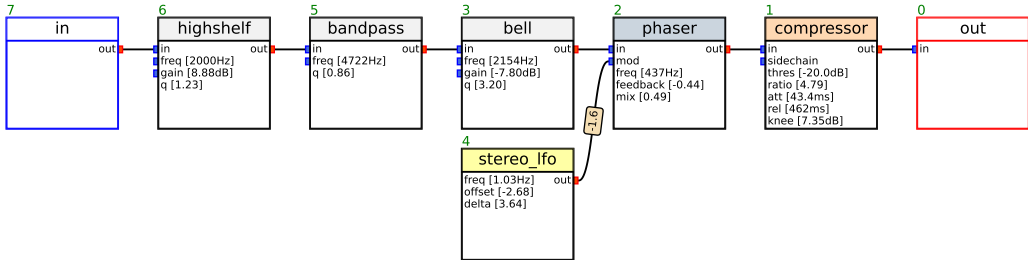 7
in
out
6
highshelf
in out
freq [2000Hz]
gain [8.88dB]
q [1.23]
5
bandpass
in out
freq [4722Hz]
q [0.86]
3
bell
in out
freq [2154Hz]
gain [-7.80dB]
q [3.20]
2
phaser
in out
mod
freq [437Hz]
feedback [-0.44]
mix [0.49]
1
compressor
in out
sidechain
thres [-20.0dB]
ratio [4.79]
att [43.4ms]
rel [462ms]
knee [7.35dB]
0
out
in
-1.6
4
stereo_lfo
freq [1.03Hz] out
offset [-2.68]
delta [3.64]